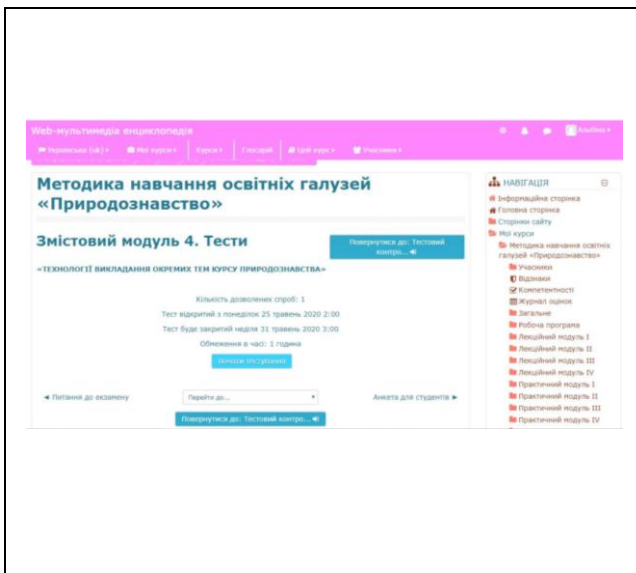 Web-мультимедіа енциклопедія
Українська (uk)
Мої курси
Курси
Глосарій
Цей курс
Учасники
Альбіна
Методика навчання освітніх галузей
«Природознавство»
Змістовий модуль 4. Тести
Повернутися до: Тестовий
контро...
«ТЕХНОЛОГІЇ ВИКЛАДАННЯ ОКРЕМИХ ТЕМ КУРСУ ПРИРОДОЗНАВСТВА»
Кількість дозволених спроб: 1
Тест відкритий з понеділок 25 травень 2020 2:00
Тест буде закритий неділя 31 травень 2020 3:00
Обмеження в часі: 1 година
Почати тестування
Питання до екзамену
Перейти до...
Анкета для студентів
Повернутися до: Тестовий контро...
НАВІГАЦІЯ
Інформаційна сторінка
Головна сторінка
Сторінки сайту
Мої курси
Методика навчання освітніх
галузей «Природознавство»
Учасники
Відзнаки
Компетентності
Журнал оцінок
Загальне
Робоча програма
Лекційний модуль I
Лекційний модуль II
Лекційний модуль III
Лекційний модуль IV
Практичний модуль I
Практичний модуль II
Практичний модуль III
Практичний модуль IV